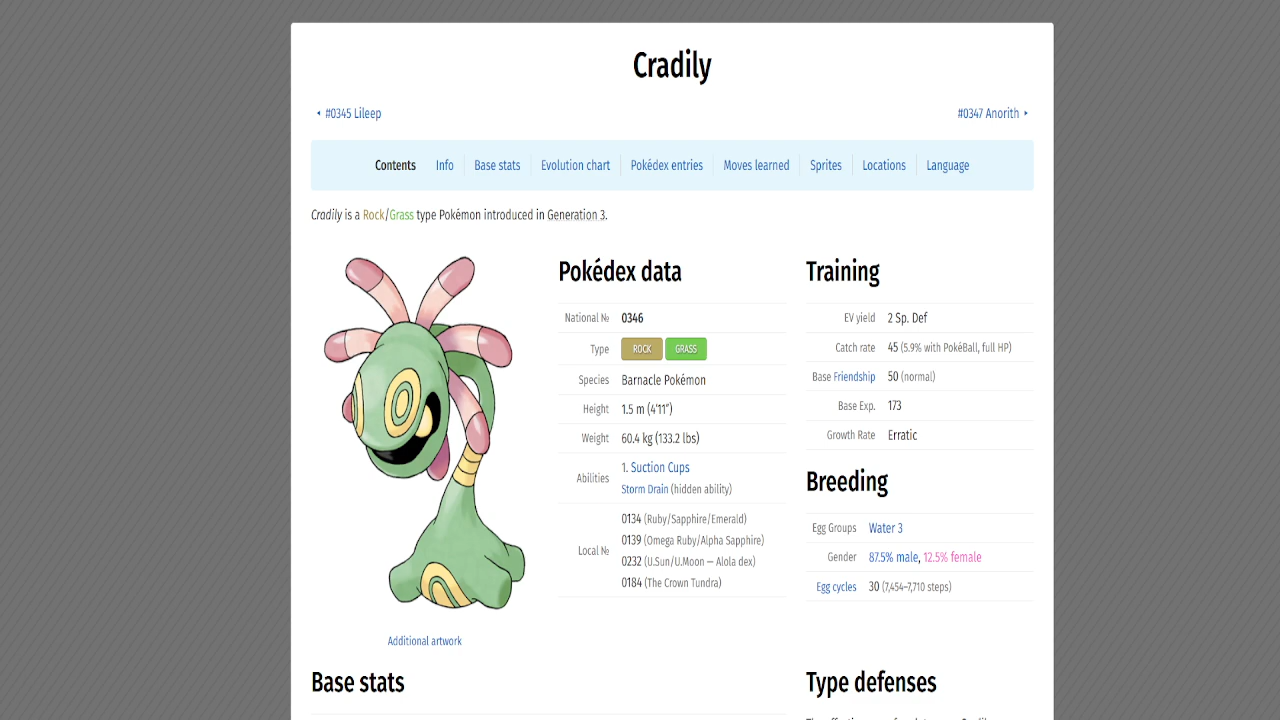 Cradily
◂ #0345 Lileep
#0347 Anorith ▸
Contents Info Base stats Evolution chart Pokédex entries Moves learned Sprites Locations Language
Cradily is a Rock/Grass type Pokémon introduced in Generation 3.
Additional artwork
Pokédex data
National № 0346
Type ROCK GRASS
Species Barnacle Pokémon
Height 1.5 m (4′11″)
Weight 60.4 kg (133.2 lbs)
Abilities 1. Suction Cups
Storm Drain (hidden ability)
Local № 0134 (Ruby/Sapphire/Emerald)
0139 (Omega Ruby/Alpha Sapphire)
0232 (U.Sun/U.Moon — Alola dex)
0184 (The Crown Tundra)
Training
EV yield 2 Sp. Def
Catch rate 45 (5.9% with PokéBall, full HP)
Base Friendship 50 (normal)
Base Exp. 173
Growth Rate Erratic
Breeding
Egg Groups Water 3
Gender 87.5% male, 12.5% female
Egg cycles 30 (7,454–7,710 steps)
Base stats
Type defenses